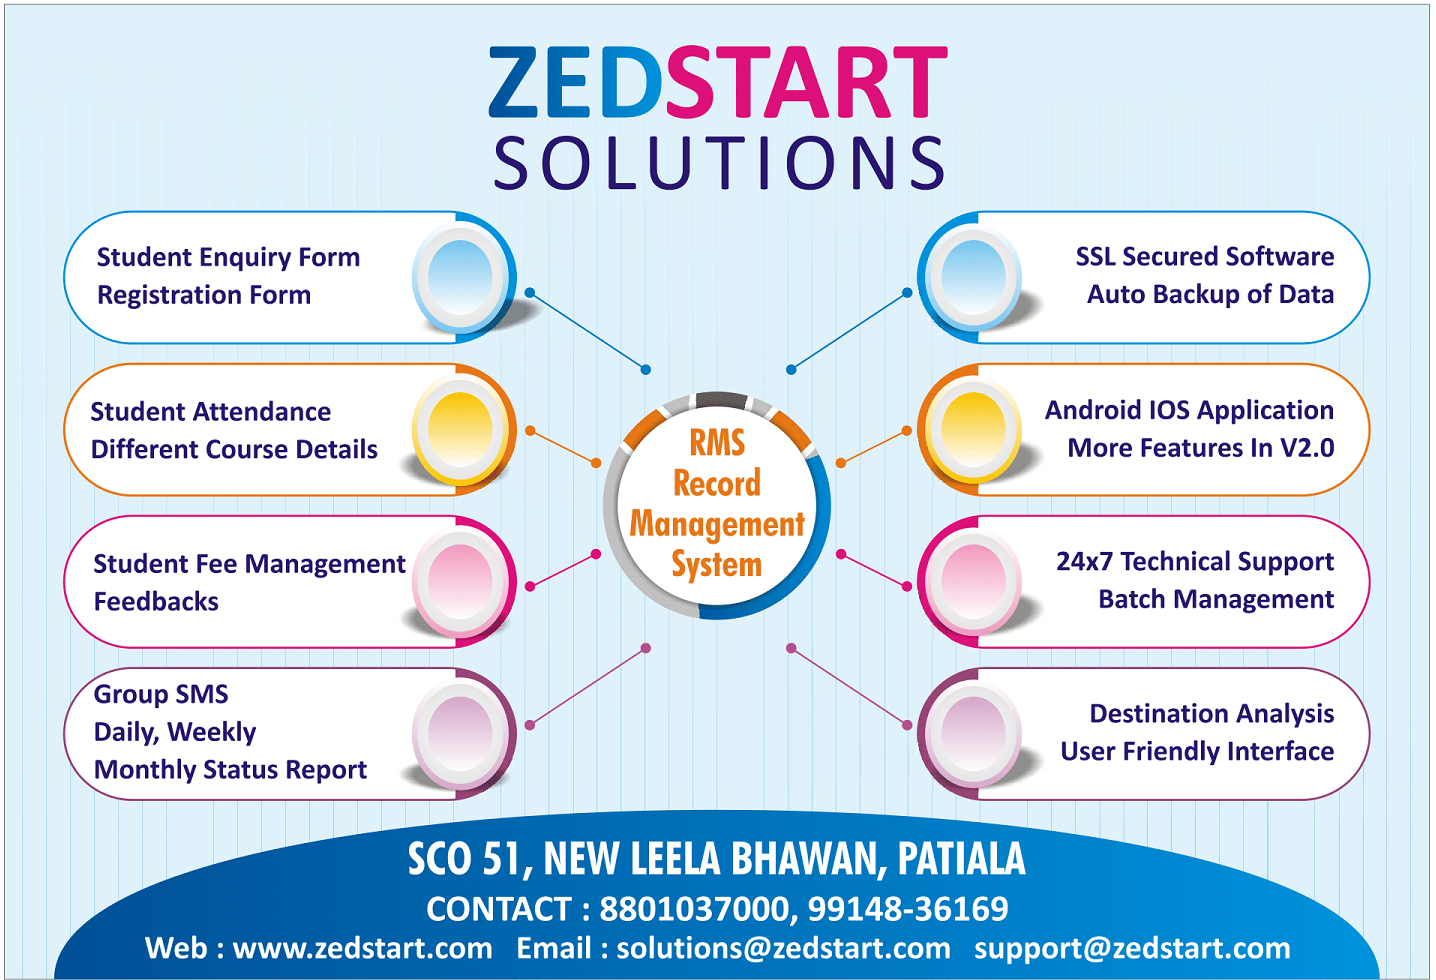 ZEDSTART
SOLUTIONS
Student Enquiry Form
Registration Form
Student Attendance
Different Course Details
Student Fee Management
Feedbacks
Group SMS
Daily, Weekly
Monthly Status Report
RMS
Record
Management
System
SSL Secured Software
Auto Backup of Data
Android IOS Application
More Features In V2.0
24x7 Technical Support
Batch Management
Destination Analysis
User Friendly Interface
SCO 51, NEW LEELA BHAWAN, PATIALA
CONTACT : 8801037000, 99148-36169
Web : www.zedstart.com Email : solutions@zedstart.com support@zedstart.com